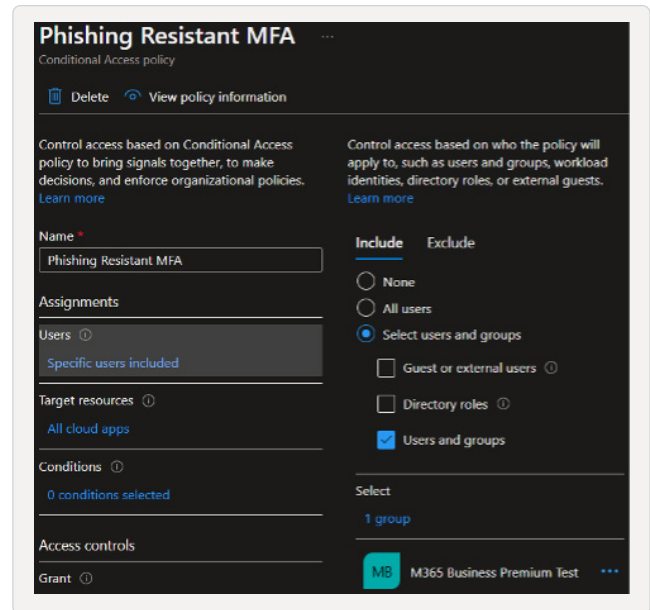 Phishing Resistant MFA ...
Conditional Access policy
Delete
View policy information
Control access based on Conditional Access
policy to bring signals together, to make
decisions, and enforce organizational policies.
Learn more
Name *
Phishing Resistant MFA
Assignments
Users
Specific users included
Target resources
All cloud apps
Conditions
0 conditions selected
Access controls
Grant
Control access based on who the policy will
apply to, such as users and groups, workload
identities, directory roles, or external guests.
Learn more
Include
Exclude
None
All users
Select users and groups
Guest or external users
Directory roles
Users and groups
Select
1 group
MB
M365 Business Premium Test